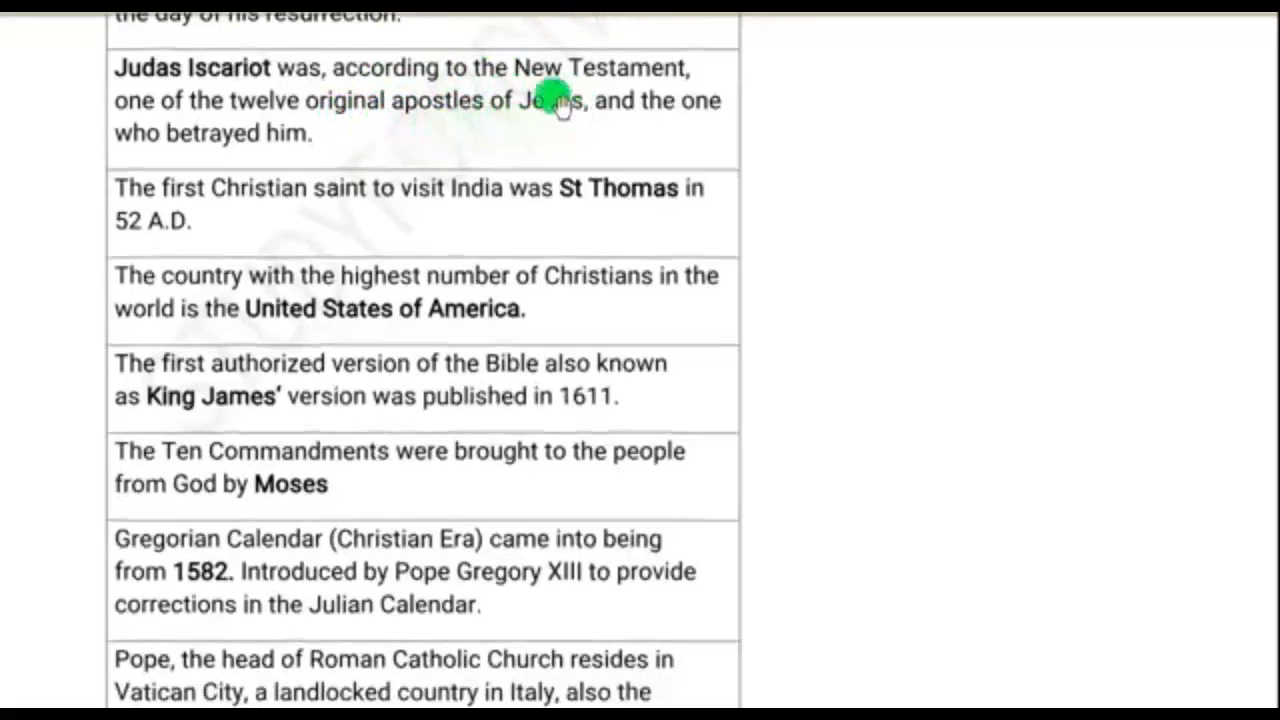 the day of his resurrection.
Judas Iscariot was, according to the New Testament,
one of the twelve original apostles of Jesus, and the one
who betrayed him.
The first Christian saint to visit India was St Thomas in
52 A.D.
The country with the highest number of Christians in the
world is the United States of America.
The first authorized version of the Bible also known
as King James’ version was published in 1611.
The Ten Commandments were brought to the people
from God by Moses
Gregorian Calendar (Christian Era) came into being
from 1582. Introduced by Pope Gregory XIII to provide
corrections in the Julian Calendar.
Pope, the head of Roman Catholic Church resides in
Vatican City, a landlocked country in Italy, also the